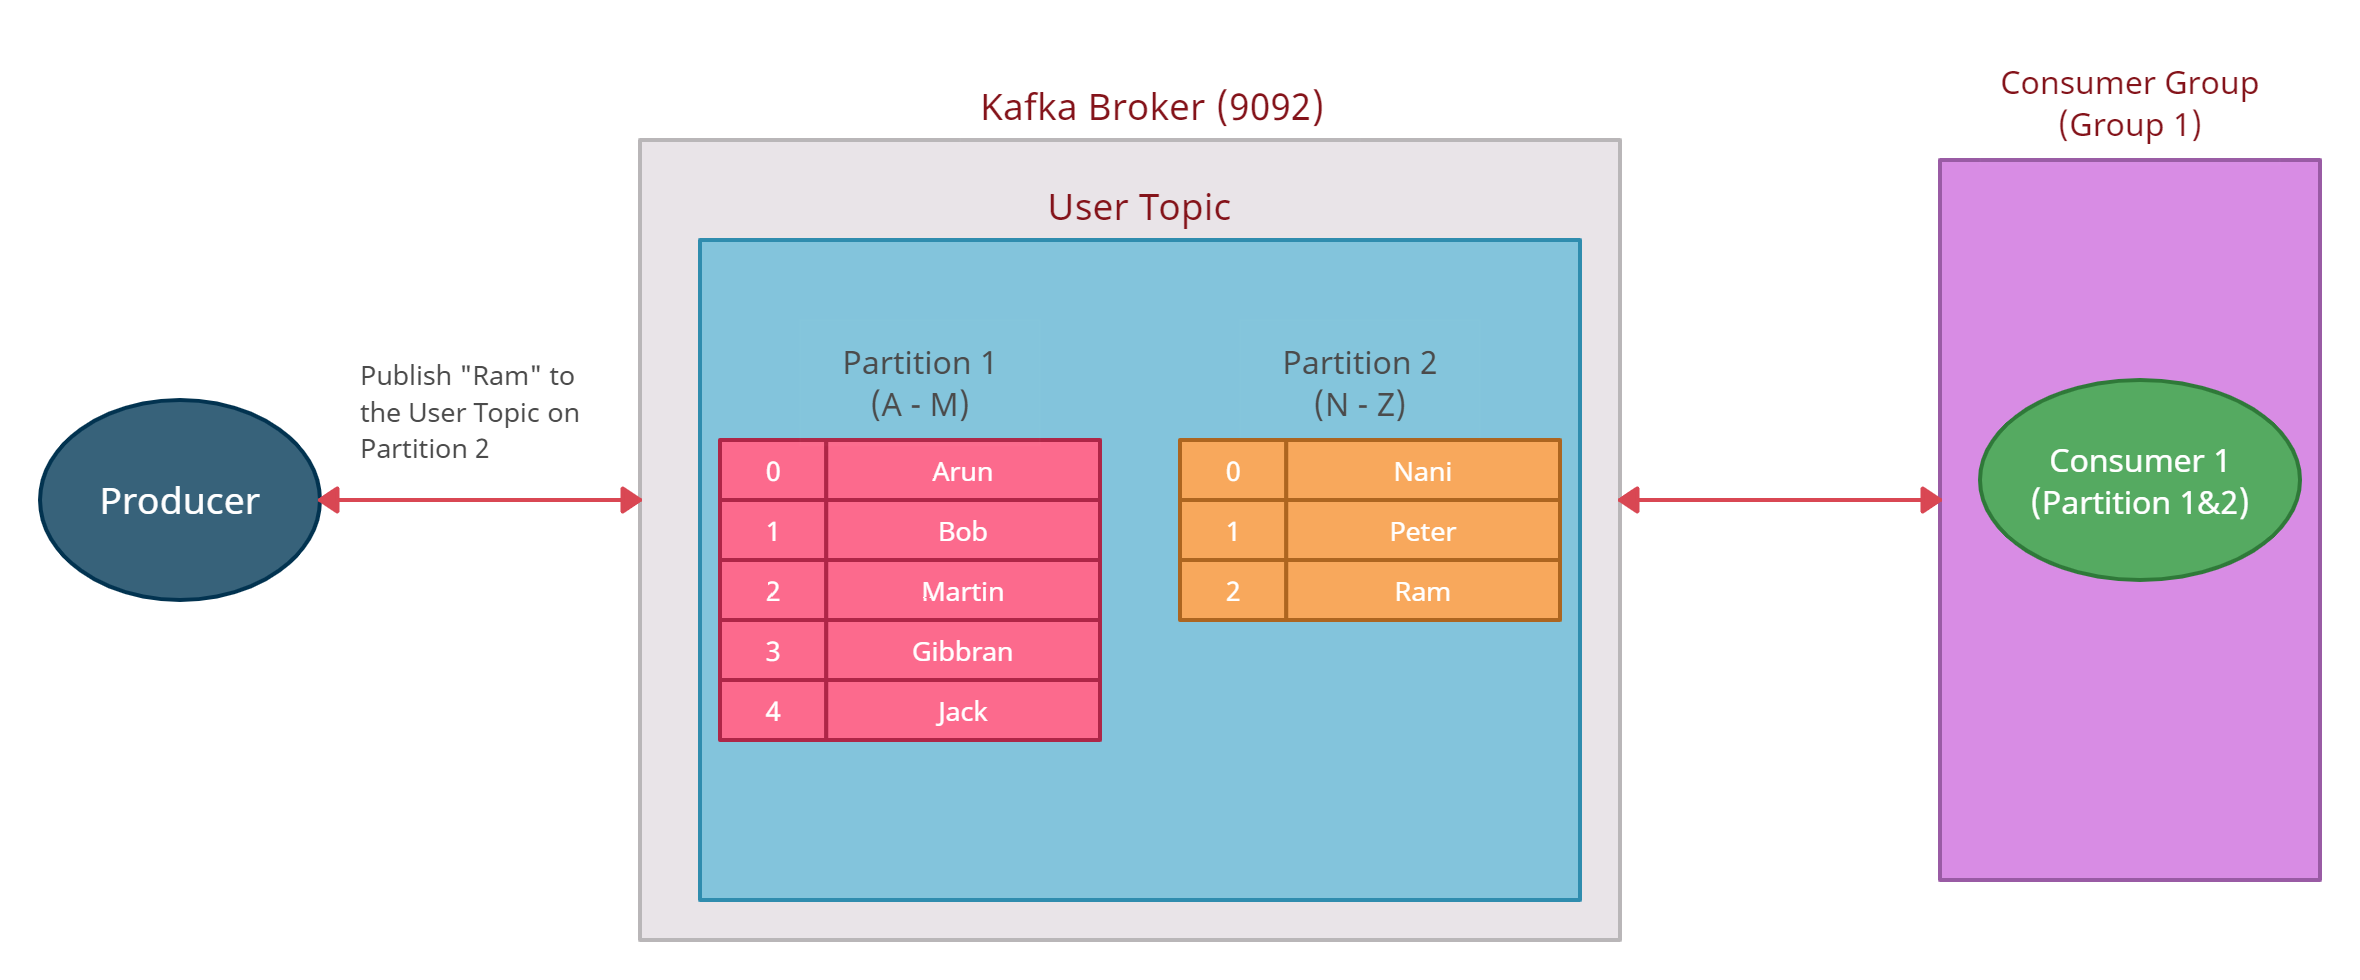 Kafka Broker (9092)
Consumer Group
(Group 1)
User Topic
Publish "Ram" to
the User Topic on
Partition 2
Producer
Partition 1
(A - M)
0 Arun
1 Bob
2 Martin
3 Gibbran
4 Jack
Partition 2
(N - Z)
0 Nani
1 Peter
2 Ram
Consumer 1
(Partition 1&2)